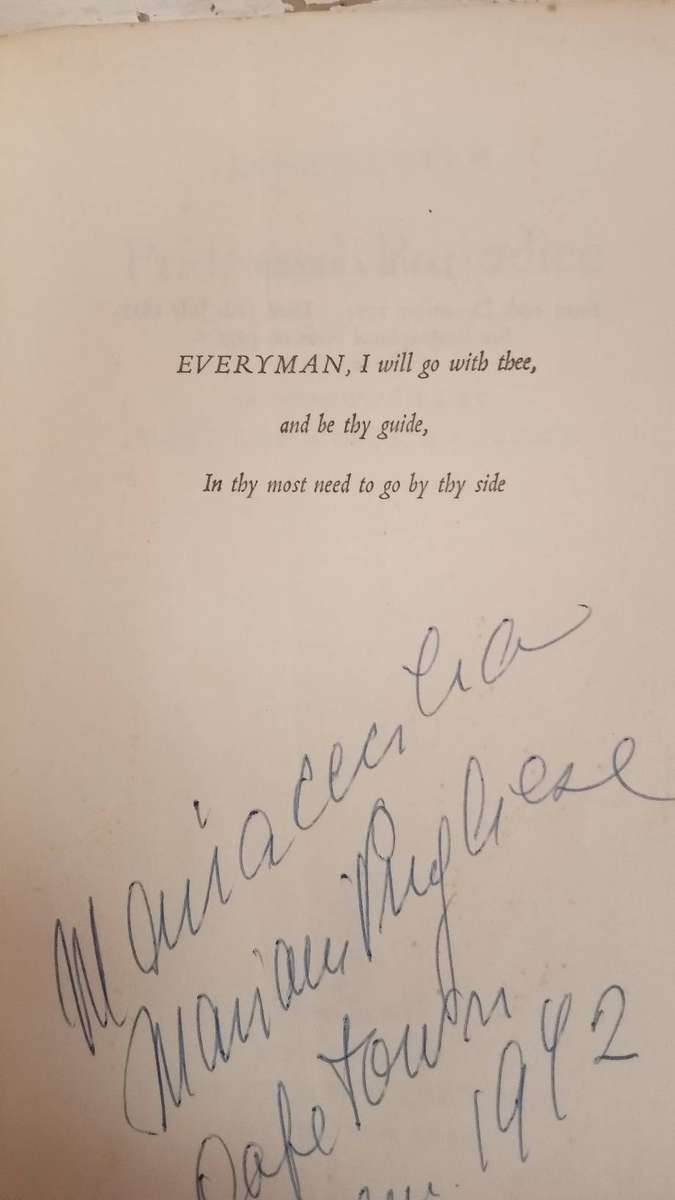 EVERYMAN, I will go with thee,
and be thy guide,
In thy most need to go by thy side
Mariacecilia
Mariani Pugliese
Cape Town
1942